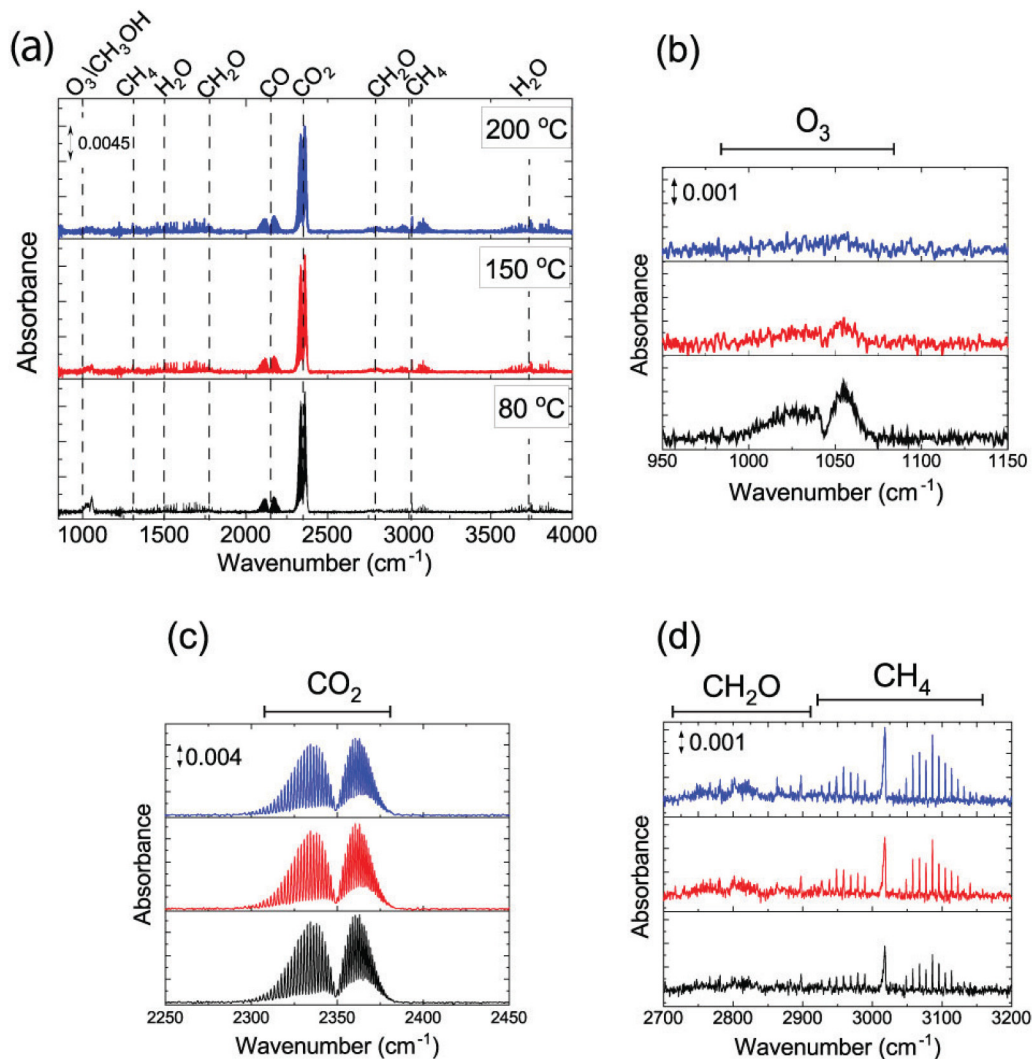 (a)
O₃\CH₃OH
CH₄
H₂O
CH₂O
CO
CO₂
CH₂O
CH₄
H₂O
0.0045
200 °C
150 °C
80 °C
Absorbance
1000 1500 2000 2500 3000 3500 4000
Wavenumber (cm⁻¹)
(b)
O₃
0.001
Absorbance
950 1000 1050 1100 1150
Wavenumber (cm⁻¹)
(c)
CO₂
0.004
Absorbance
2250 2300 2350 2400 2450
Wavenumber (cm⁻¹)
(d)
CH₂O
CH₄
0.001
Absorbance
2700 2800 2900 3000 3100 3200
Wavenumber (cm⁻¹)